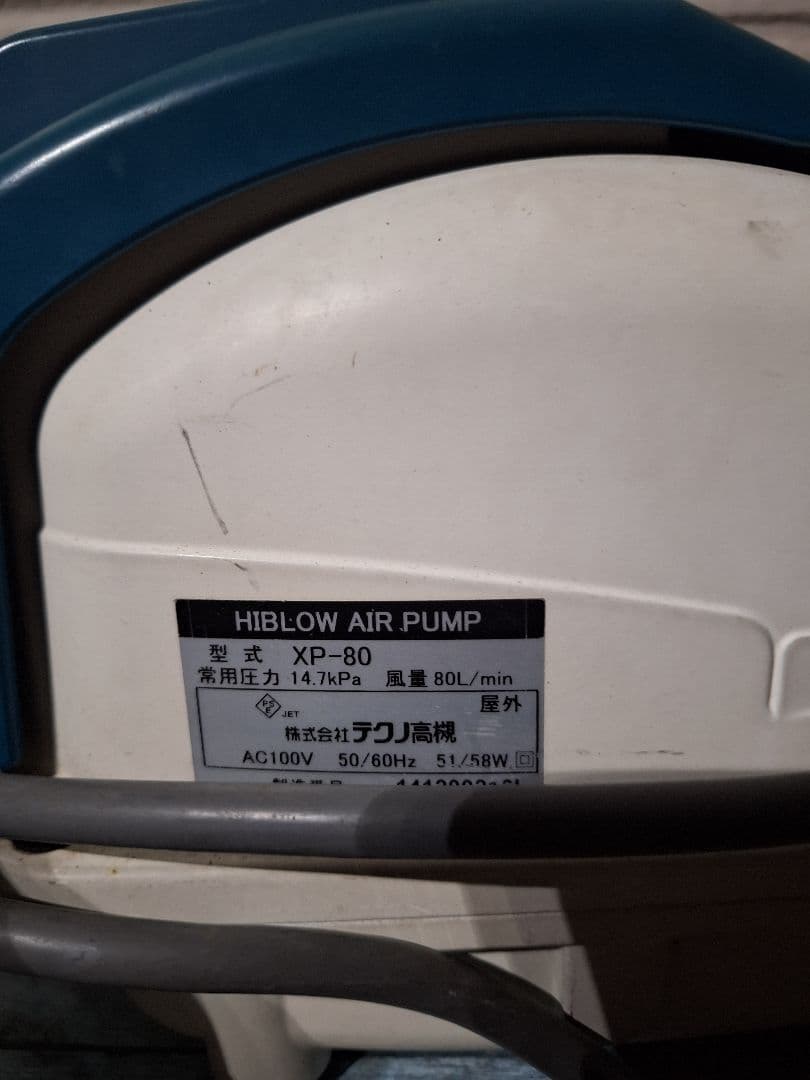 HIBLOW AIR PUMP
型式 XP-80
常用圧力 14.7kPa 風量 80L/min
PSE JET 屋外
株式会社テクノ高槻
AC100V 50/60Hz 51/58W